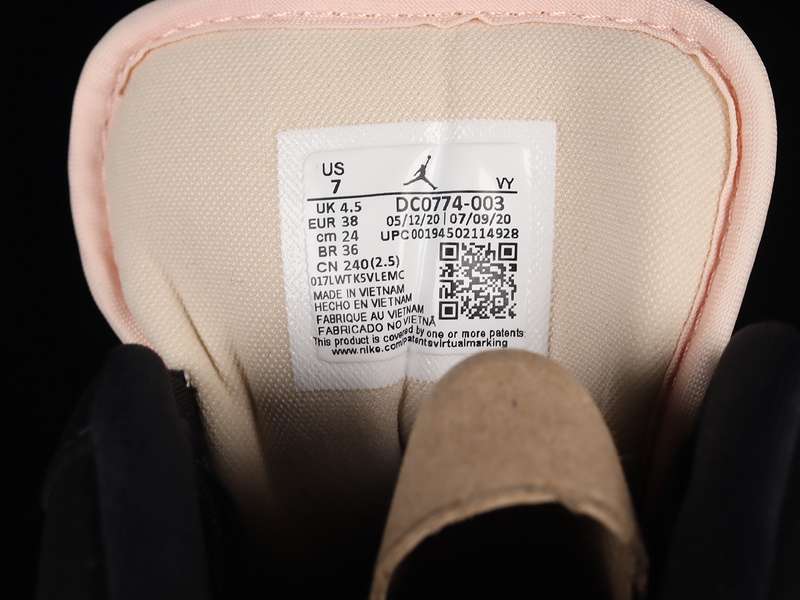 US
7
VY
UK 4.5
DC0774-003
EUR 38
05/12/20 | 07/09/20
cm 24
UPC00194502114928
BR 36
CN 240(2.5)
017LWTK5VLEMC
MADE IN VIETNAM
HECHO EN VIETNAM
FABRIQUE AU VIETNAM
FABRICADO NO VIETNÃ
This product is covered by one or more patents
www.nike.com/patentsvirtualmarking